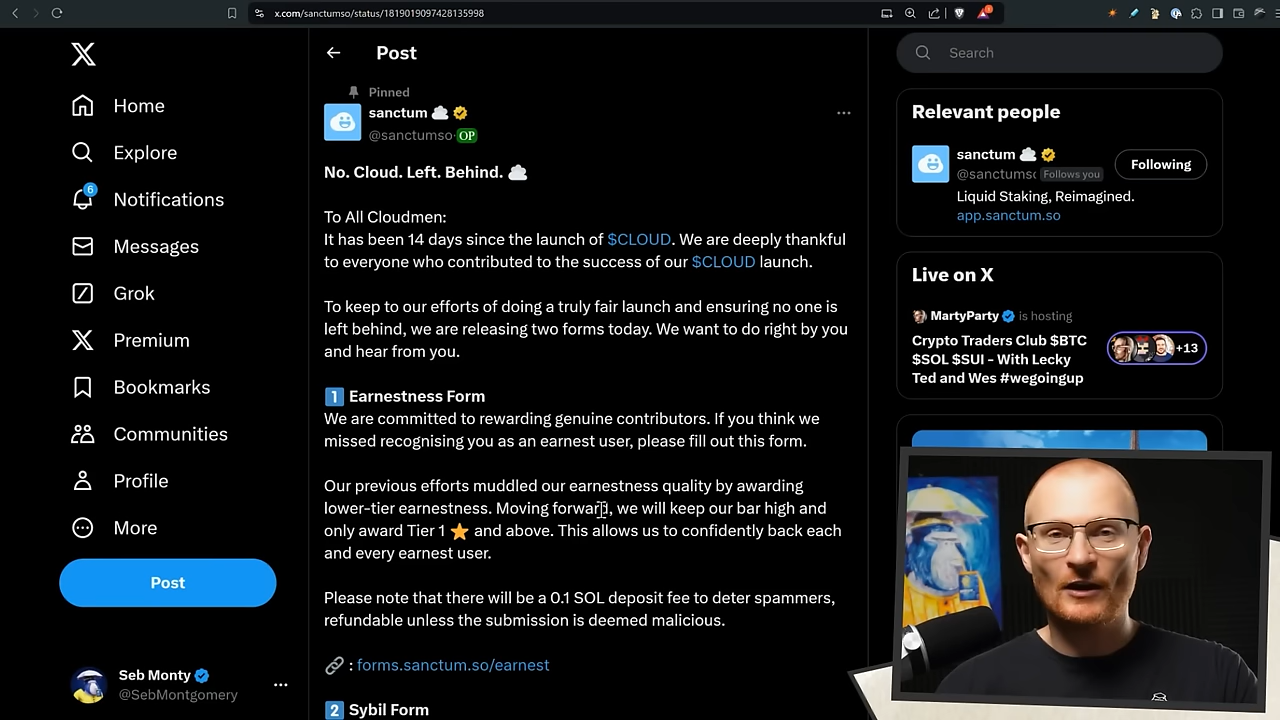 x.com/sanctumso/status/1819019097428135998
Home
Explore
6
Notifications
Messages
Grok
Premium
Bookmarks
Communities
Profile
More
Post
Seb Monty
@SebMontgomery
Post
Pinned
sanctum
@sanctumso· OP
No. Cloud. Left. Behind.
To All Cloudmen:
It has been 14 days since the launch of $CLOUD. We are deeply thankful
to everyone who contributed to the success of our $CLOUD launch.
To keep to our efforts of doing a truly fair launch and ensuring no one is
left behind, we are releasing two forms today. We want to do right by you
and hear from you.
1 Earnestness Form
We are committed to rewarding genuine contributors. If you think we
missed recognising you as an earnest user, please fill out this form.
Our previous efforts muddled our earnestness quality by awarding
lower-tier earnestness. Moving forward, we will keep our bar high and
only award Tier 1 ⭐ and above. This allows us to confidently back each
and every earnest user.
Please note that there will be a 0.1 SOL deposit fee to deter spammers,
refundable unless the submission is deemed malicious.
: forms.sanctum.so/earnest
2 Sybil Form
Search
Relevant people
sanctum
@sanctumsc Follows you
Following
Liquid Staking, Reimagined.
app.sanctum.so
Live on X
MartyParty is hosting
Crypto Traders Club $BTC
$SOL $SUI - With Lecky
Ted and Wes #wegoingup
+13